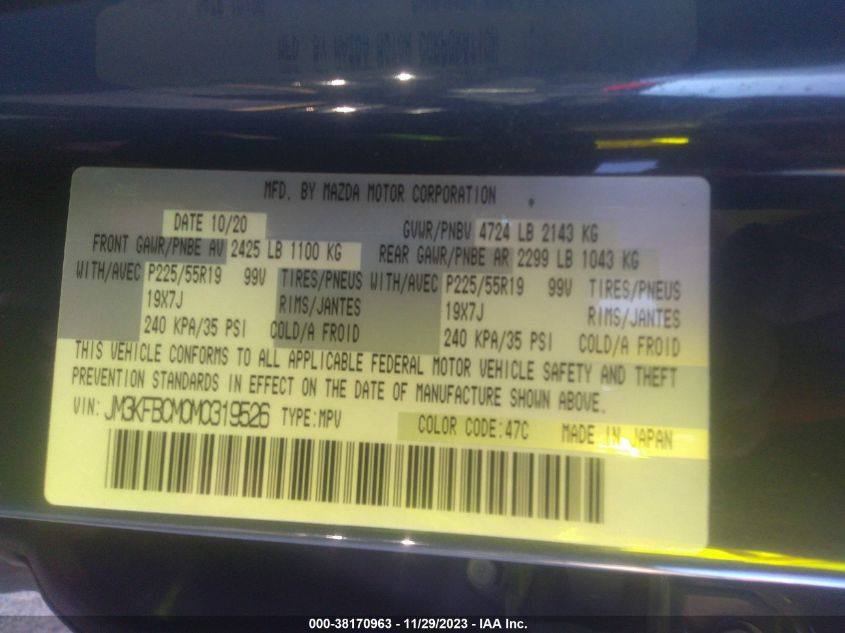 MFD. BY MAZDA MOTOR CORPORATION
DATE 10/20 GVWR/PNBV 4724 LB 2143 KG
FRONT GAWR/PNBE AV 2425 LB 1100 KG REAR GAWR/PNBE AR 2299 LB 1043 KG
WITH/AVEC P225/55R19 99V TIRES/PNEUS WITH/AVEC P225/55R19 99V TIRES/PNEUS
19X7J RIMS/JANTES 19X7J RIMS/JANTES
240 KPA/35 PSI COLD/A FROID 240 KPA/35 PSI COLD/A FROID
THIS VEHICLE CONFORMS TO ALL APPLICABLE FEDERAL MOTOR VEHICLE SAFETY AND THEFT
PREVENTION STANDARDS IN EFFECT ON THE DATE OF MANUFACTURE SHOWN ABOVE.
VIN: JM3KFBCM0M0319526 TYPE:MPV COLOR CODE:47C MADE IN JAPAN
000-38170963 - 11/29/2023 - IAA Inc.